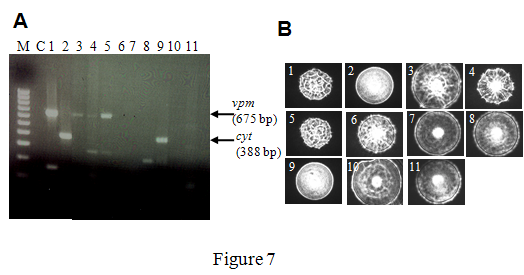 A
B
M C 1 2 3 4 5 6 7 8 9 10 11
vpm
(675 bp)
cyt
(388 bp)
1 2 3 4
5 6 7 8
9 10 11
Figure 7